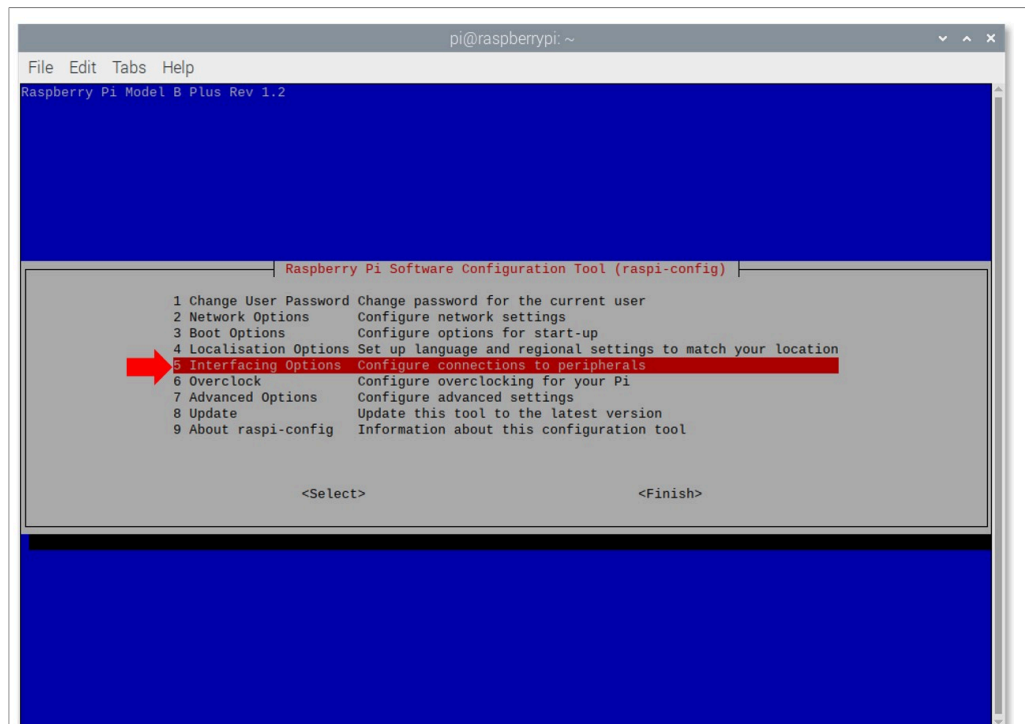 pi@raspberrypi: ~
File Edit Tabs Help
Raspberry Pi Model B Plus Rev 1.2
Raspberry Pi Software Configuration Tool (raspi-config)
1 Change User Password Change password for the current user
2 Network Options Configure network settings
3 Boot Options Configure options for start-up
4 Localisation Options Set up language and regional settings to match your location
5 Interfacing Options Configure connections to peripherals
6 Overclock Configure overclocking for your Pi
7 Advanced Options Configure advanced settings
8 Update Update this tool to the latest version
9 About raspi-config Information about this configuration tool
<Select> <Finish>